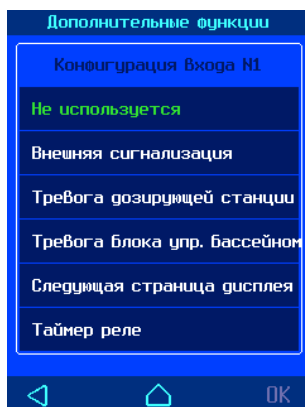 Дополнительные функции
Конфигурация Входа N1
Не используется
Внешняя сигнализация
Тревога дозирующей станции
Тревога Блока упр. Бассейном
Следующая страница дисплея
Таймер реле
OK